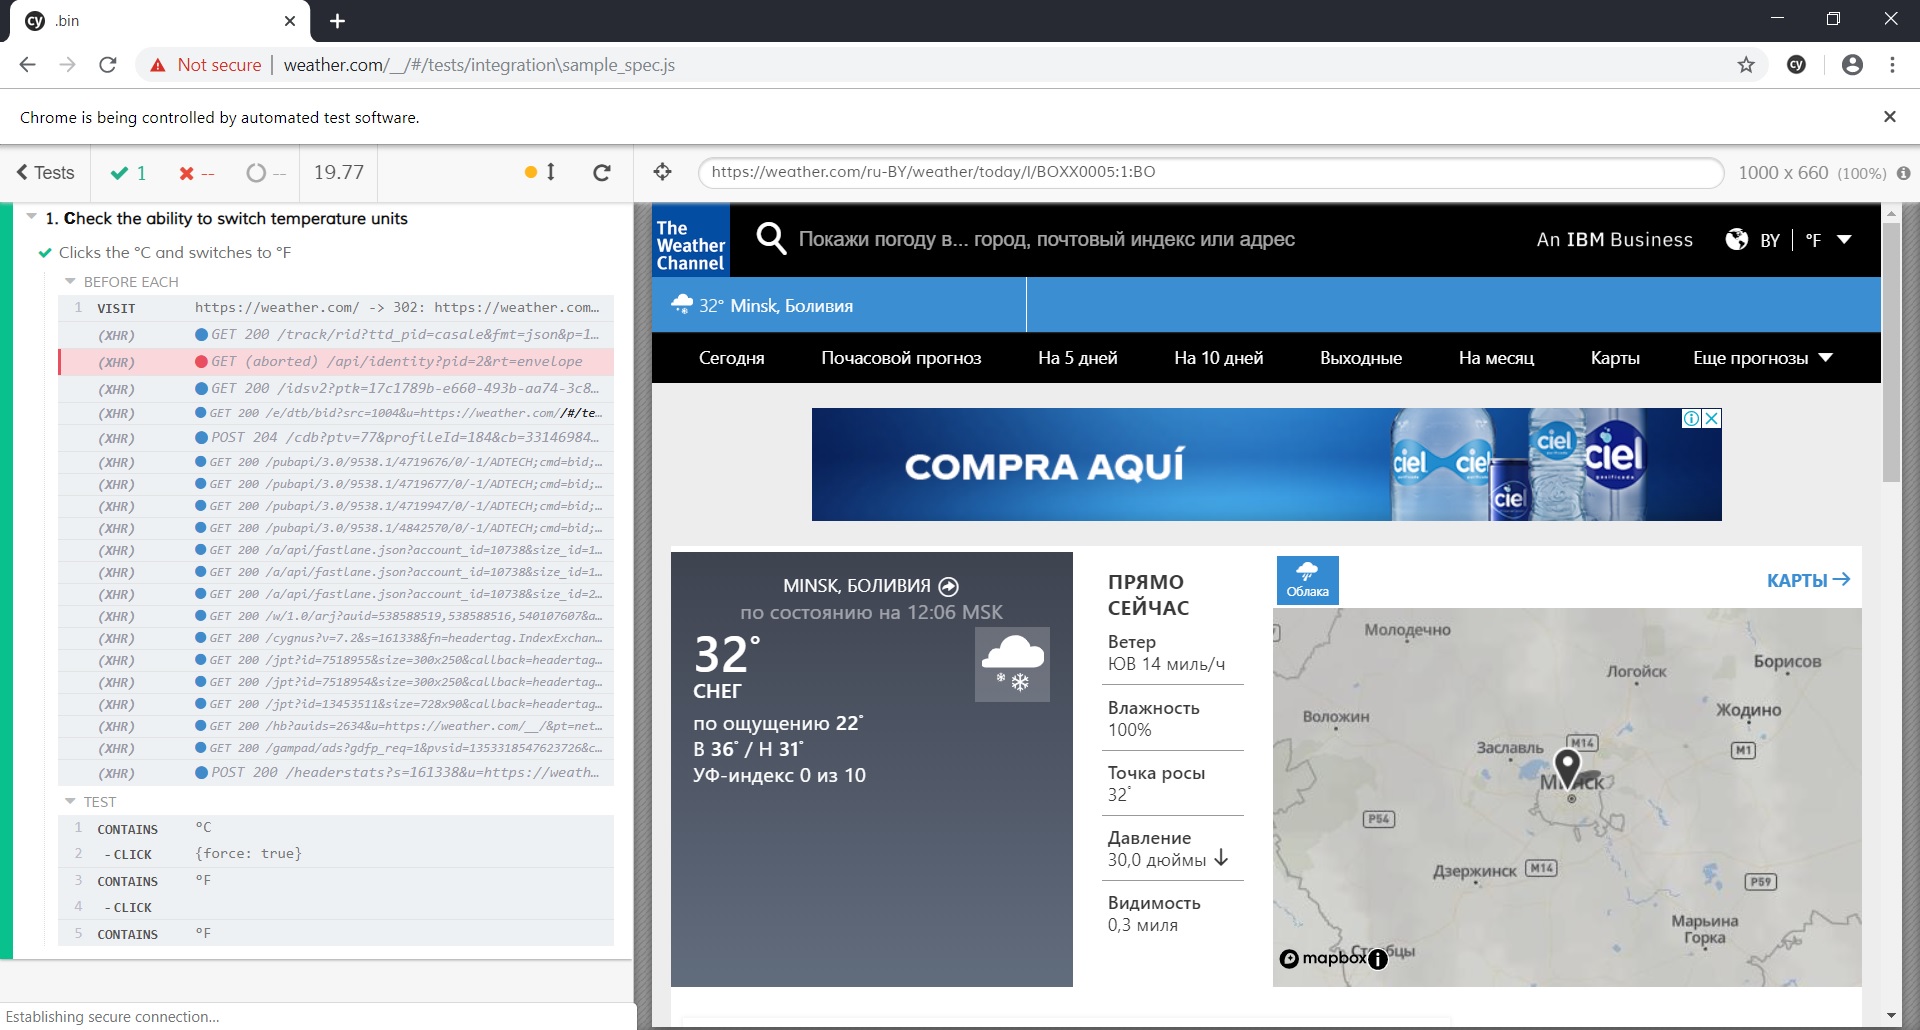 .bin
Not secure | weather.com/__/#/tests/integration\sample_spec.js
Chrome is being controlled by automated test software.
Tests 1 -- -- 19.77
https://weather.com/ru-BY/weather/today/l/BOXX0005:1:BO
1000 x 660 (100%)
1. Check the ability to switch temperature units
Clicks the °C and switches to °F
BEFORE EACH
1 VISIT https://weather.com/ -> 302: https://weather.com…
(XHR) GET 200 /track/rid?ttd_pid=casale&fmt=json&p=1…
(XHR) GET (aborted) /api/identity?pid=2&rt=envelope
(XHR) GET 200 /idsv2?ptk=17c1789b-e660-493b-aa74-3c8…
(XHR) GET 200 /e/dtb/bid?src=1004&u=https://weather.com//#/te…
(XHR) POST 204 /cdb?ptv=77&profileId=184&cb=33146984…
(XHR) GET 200 /pubapi/3.0/9538.1/4719676/0/-1/ADTECH;cmd=bid;…
(XHR) GET 200 /pubapi/3.0/9538.1/4719677/0/-1/ADTECH;cmd=bid;…
(XHR) GET 200 /pubapi/3.0/9538.1/4719947/0/-1/ADTECH;cmd=bid;…
(XHR) GET 200 /pubapi/3.0/9538.1/4842570/0/-1/ADTECH;cmd=bid;…
(XHR) GET 200 /a/api/fastlane.json?account_id=10738&size_id=1…
(XHR) GET 200 /a/api/fastlane.json?account_id=10738&size_id=1…
(XHR) GET 200 /a/api/fastlane.json?account_id=10738&size_id=2…
(XHR) GET 200 /w/1.0/arj?auid=538588519,538588516,540107607&a…
(XHR) GET 200 /cygnus?v=7.2&s=161338&fn=headertag.IndexExchan…
(XHR) GET 200 /jpt?id=7518955&size=300x250&callback=headertag…
(XHR) GET 200 /jpt?id=7518954&size=300x250&callback=headertag…
(XHR) GET 200 /jpt?id=13453511&size=728x90&callback=headertag…
(XHR) GET 200 /hb?auids=2634&u=https://weather.com/__/&pt=net…
(XHR) GET 200 /gampad/ads?gdfp_req=1&pvsid=1353318547623726&c…
(XHR) POST 200 /headerstats?s=161338&u=https://weath…
TEST
1 CONTAINS °C
2 -CLICK {force: true}
3 CONTAINS °F
4 -CLICK
5 CONTAINS °F
Establishing secure connection...
The
Weather
Channel
Покажи погоду в... город, почтовый индекс или адрес
An IBM Business
BY | °F
32° Minsk, Боливия
Сегодня Почасовой прогноз На 5 дней На 10 дней Выходные На месяц Карты Еще прогнозы
COMPRA AQUÍ
ciel ciel
ciel
ciel
ciel
MINSK, БОЛИВИЯ
по состоянию на 12:06 MSK
32°
СНЕГ
по ощущению 22°
В 36° / Н 31°
УФ-индекс 0 из 10
ПРЯМО
СЕЙЧАС
Ветер
ЮВ 14 миль/ч
Влажность
100%
Точка росы
32°
Давление
30,0 дюймы
Видимость
0,3 миля
Облака
КАРТЫ
Молодечно
Логойск
Борисов
Воложин
Жодино
Заславль
M14
M1
Минск
P54
Дзержинск
M14
P59
Марьина
Горка
Столбцы
mapbox